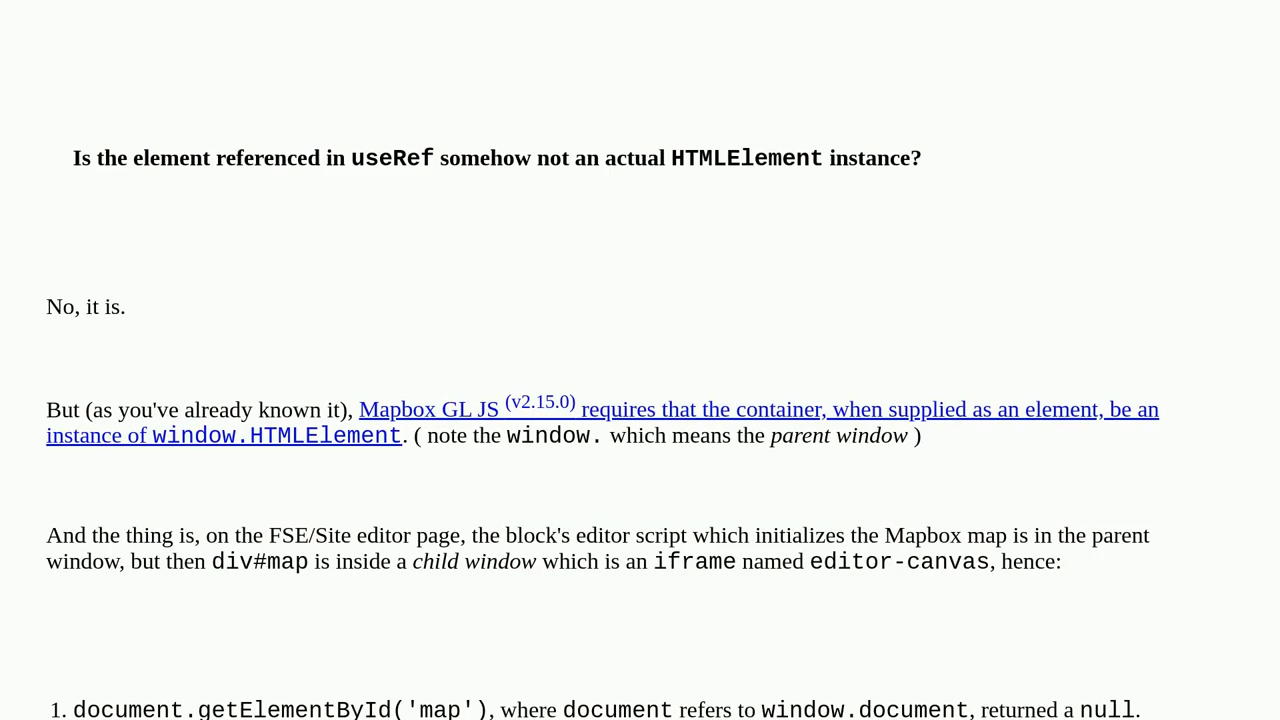 Is the element referenced in useRef somehow not an actual HTMLElement instance?
No, it is.
But (as you've already known it), Mapbox GL JS (v2.15.0) requires that the container, when supplied as an element, be an
instance of window.HTMLElement. ( note the window. which means the parent window )
And the thing is, on the FSE/Site editor page, the block's editor script which initializes the Mapbox map is in the parent
window, but then div#map is inside a child window which is an iframe named editor-canvas, hence:
1. document.getElementById('map'), where document refers to window.document, returned a null.